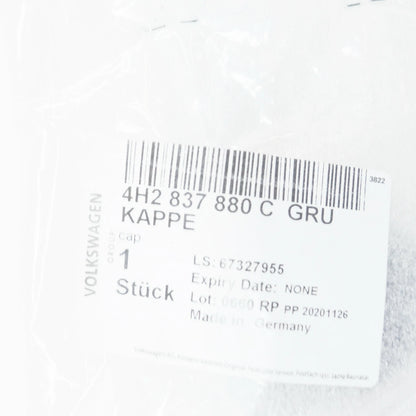 3822
4H2 837 880 C GRU
KAPPE
cap
1
Stück
VOLKSWAGEN
GROUP
LS: 67327955
Expiry Date: NONE
Lot: 0660 RP PP 20201126
Made in Germany